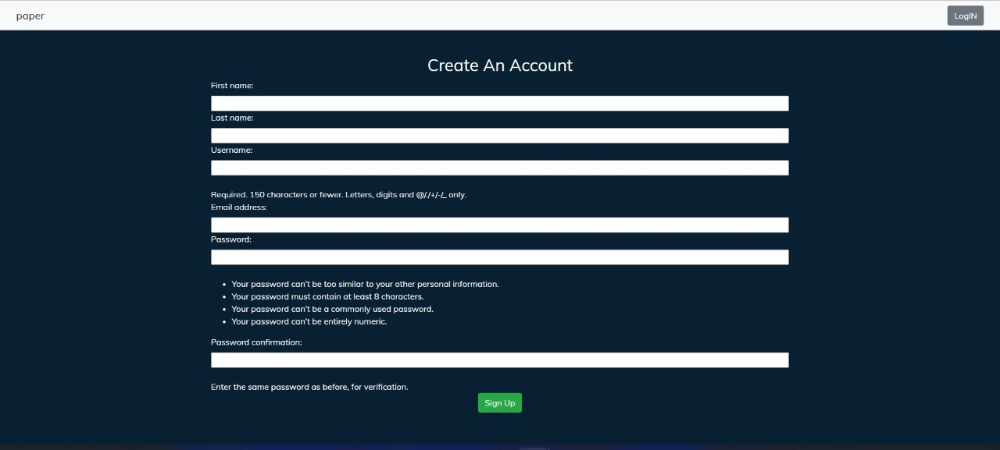 paper
LogIN
Create An Account
First name:
Last name:
Username:
Required. 150 characters or fewer. Letters, digits and @/./+/-/_ only.
Email address:
Password:
• Your password can't be too similar to your other personal information.
• Your password must contain at least 8 characters.
• Your password can't be a commonly used password.
• Your password can't be entirely numeric.
Password confirmation:
Enter the same password as before, for verification.
Sign Up